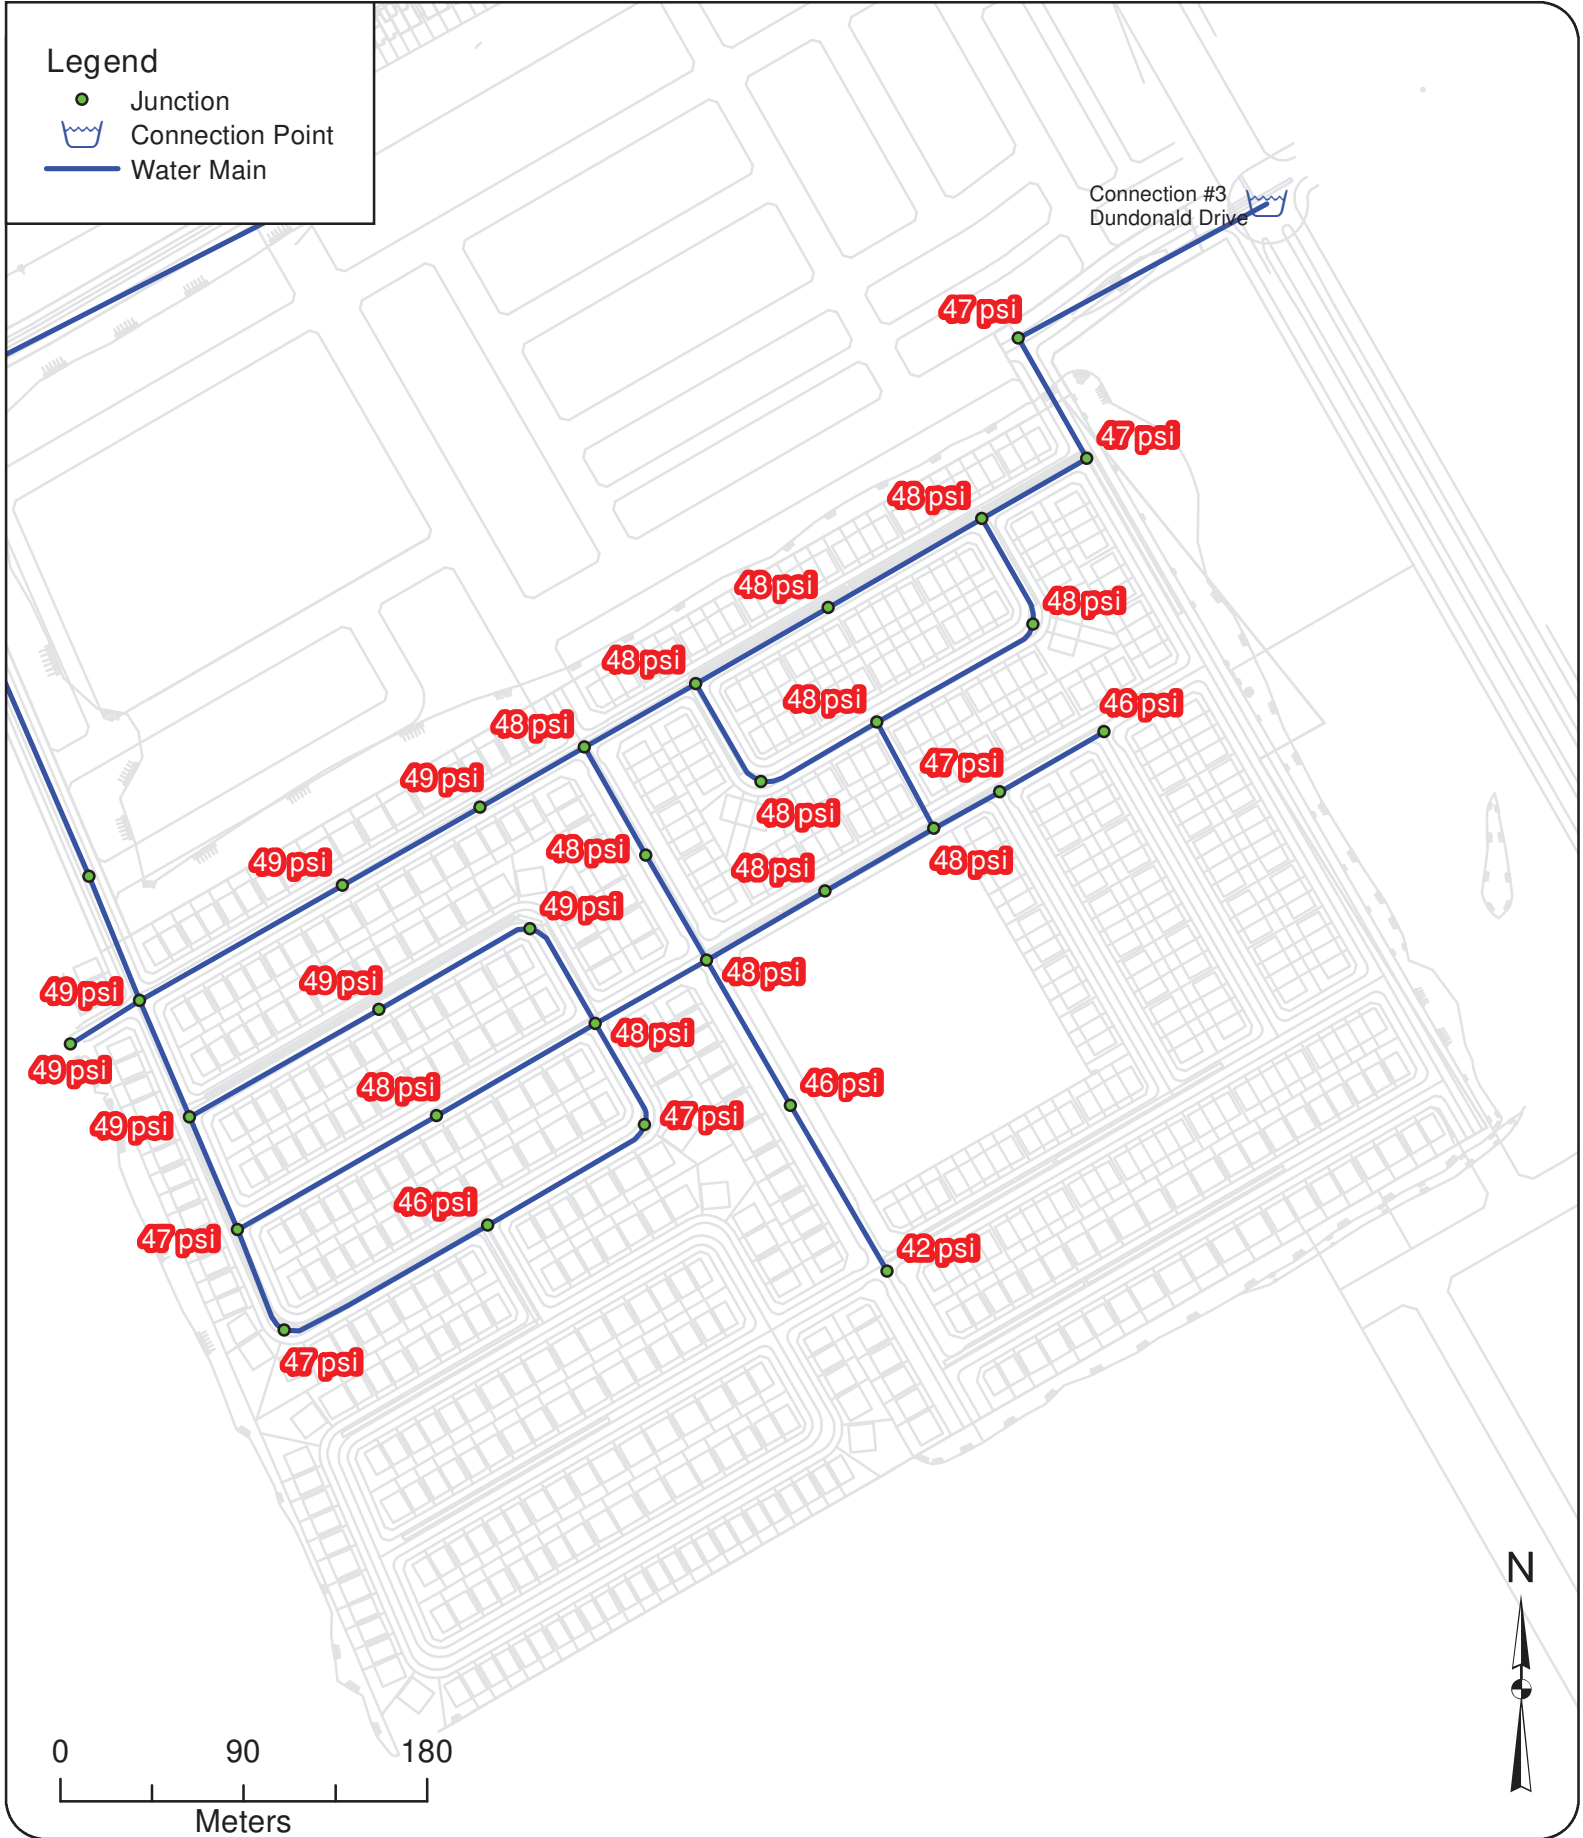 Legend
Junction
Connection Point
Water Main
Connection #3
Dundonald Drive
47 psi
47 psi
48 psi
48 psi
48 psi
48 psi
48 psi
46 psi
48 psi
47 psi
49 psi
48 psi
48 psi
49 psi
48 psi
48 psi
49 psi
48 psi
49 psi
49 psi
48 psi
49 psi
48 psi
46 psi
48 psi
47 psi
49 psi
46 psi
47 psi
42 psi
47 psi
N
0 90 180
Meters